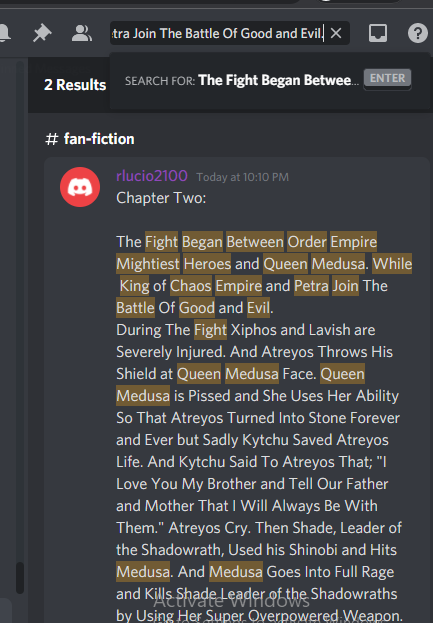 tra Join The Battle Of Good and Evil.
2 Results
SEARCH FOR: The Fight Began Betwee... ENTER
# fan-fiction
rlucio2100 Today at 10:10 PM
Chapter Two:
The Fight Began Between Order Empire
Mightiest Heroes and Queen Medusa. While
King of Chaos Empire and Petra Join The
Battle Of Good and Evil.
During The Fight Xiphos and Lavish are
Severely Injured. And Atreyos Throws His
Shield at Queen Medusa Face. Queen
Medusa is Pissed and She Uses Her Ability
So That Atreyos Turned Into Stone Forever
and Ever but Sadly Kytchu Saved Atreyos
Life. And Kytchu Said To Atreyos That; "I
Love You My Brother and Tell Our Father
and Mother That I Will Always Be With
Them." Atreyos Cry. Then Shade, Leader of
the Shadowrath, Used his Shinobi and Hits
Medusa. And Medusa Goes Into Full Rage
and Kills Shade Leader of the Shadowraths
by Using Her Super Overpowered Weapon.
Activate Windows